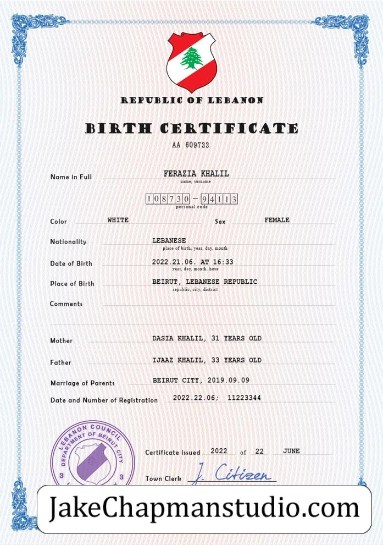 REPUBLIC OF LEBANON
BIRTH CERTIFICATE
AA 609723
Name in Full FERAZIA KHALIL
name, surname
108730-94113
personal code
Color WHITE Sex FEMALE
Nationality LEBANESE
place of birth, year, day, month
Date of Birth 2022.21.06. AT 16:33
year, day, month, hour
Place of Birth BEIRUT, LEBANESE REPUBLIC
republic, city, district
Comments
Mother DASIA KHALIL, 31 YEARS OLD
Father IJAAZ KHALIL, 33 YEARS OLD
Marriage of Parents BEIRUT CITY, 2019.09.09
Date and Number of Registration 2022.22.06; 11223344
LEBANON COUNCIL
DEPARTMENT OF BEIRUT CITY
Certificate Issued 2022 of 22 JUNE
Town Clerk J. Citizen
JakeChapmanstudio.com